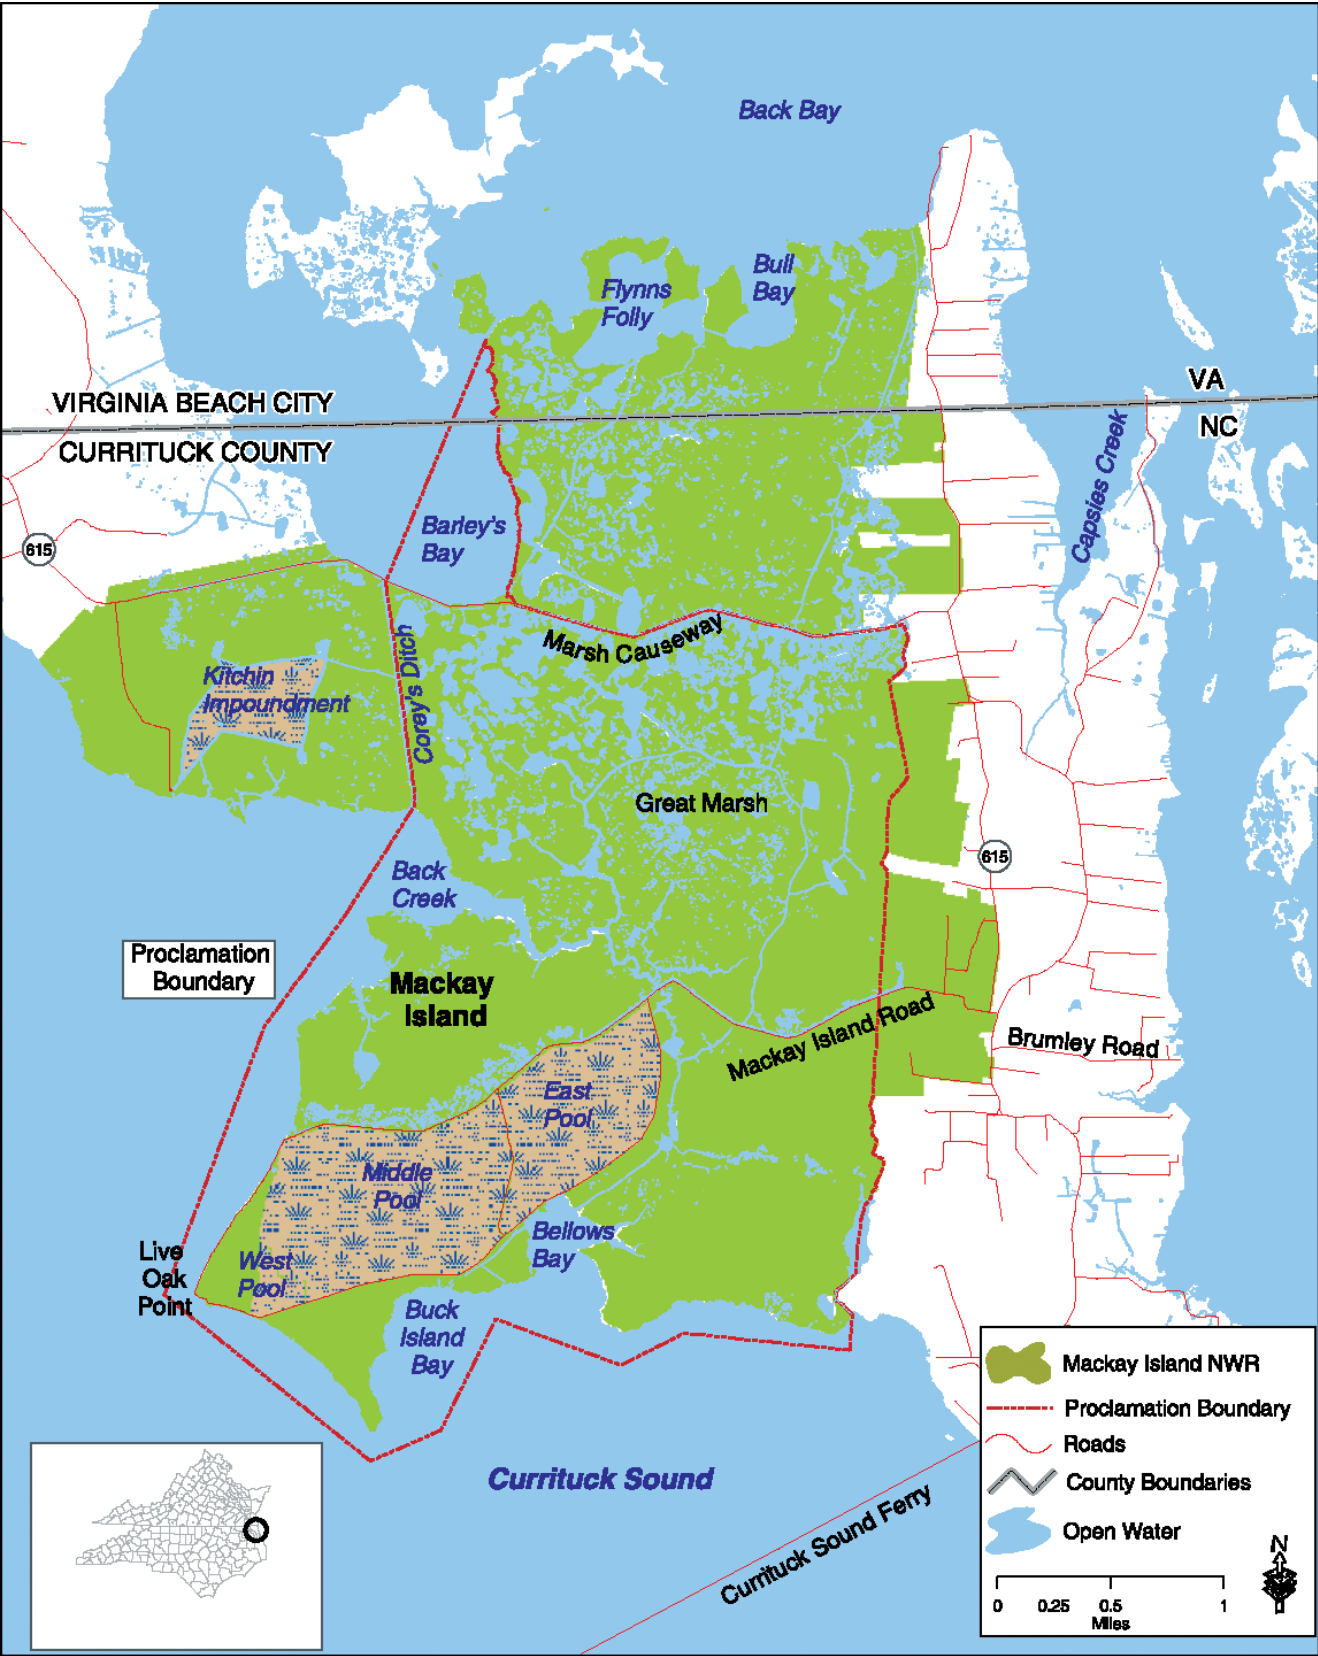 Back Bay
Bull
Bay
Flynns
Folly
VA
VIRGINIA BEACH CITY
NC
CURRITUCK COUNTY
Capsies Creek
Barley's
Bay
615
Marsh Causeway
Corey's Ditch
Kitchin
Impoundment
Great Marsh
615
Back
Creek
Proclamation
Boundary
Mackay
Island
Mackay Island Road
Brumley Road
East
Pool
Middle
Pool
Bellows
Bay
Live
Oak
Point
West
Pool
Buck
Island
Bay
Currituck Sound
Currituck Sound Ferry
Mackay Island NWR
Proclamation Boundary
Roads
County Boundaries
Open Water
N
0 0.25 0.5 1
Miles